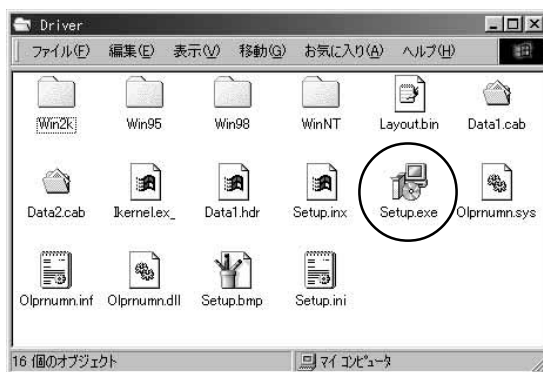 Driver
ファイル(F) 編集(E) 表示(V) 移動(G) お気に入り(A) ヘルプ(H)
Win2K Win95 Win98 WinNT Layout.bin Data1.cab
Data2.cab Ikernel.ex_ Data1.hdr Setup.inx Setup.exe Olprnumn.sys
Olprnumn.inf Olprnumn.dll Setup.bmp Setup.ini
16 個のオブジェクト マイ コンピュータ